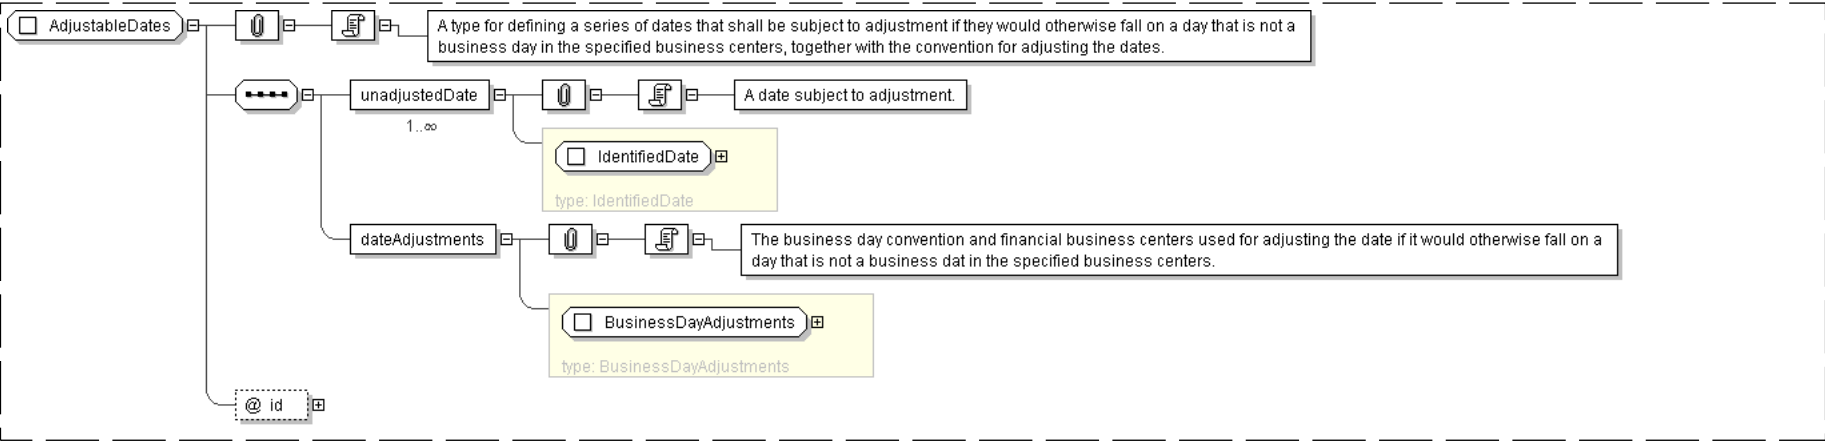 AdjustableDates
A type for defining a series of dates that shall be subject to adjustment if they would otherwise fall on a day that is not a
business day in the specified business centers, together with the convention for adjusting the dates.
unadjustedDate
A date subject to adjustment.
1..∞
IdentifiedDate
type: IdentifiedDate
dateAdjustments
The business day convention and financial business centers used for adjusting the date if it would otherwise fall on a
day that is not a business dat in the specified business centers.
BusinessDayAdjustments
type: BusinessDayAdjustments
@ id